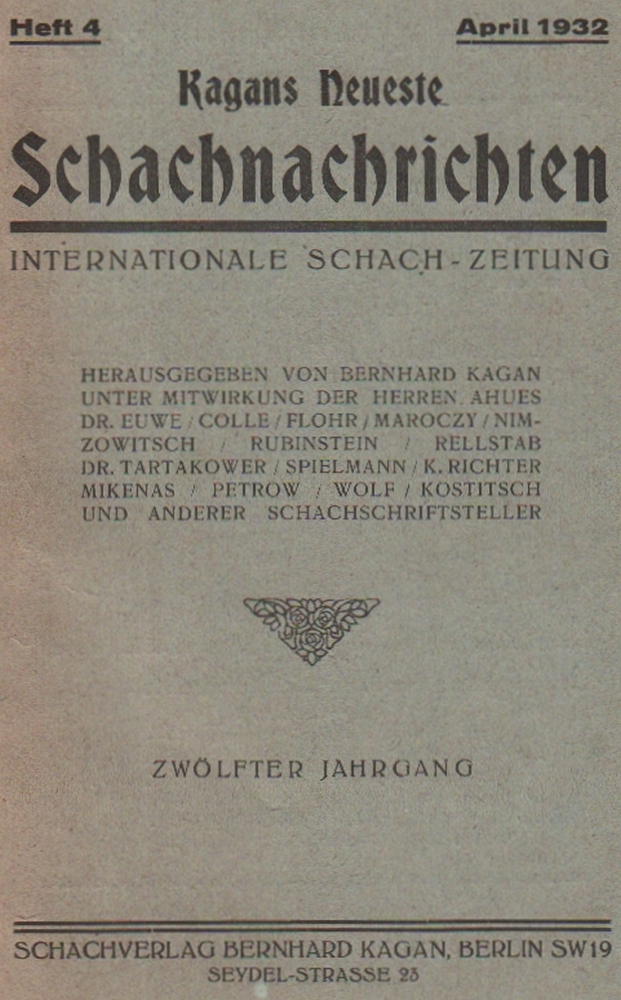 Heft 4
April 1932
Kagans Neueste
Schachnachrichten
INTERNATIONALE SCHACH-ZEITUNG
HERAUSGEGEBEN VON BERNHARD KAGAN
UNTER MITWIRKUNG DER HERREN AHUES
DR. EUWE / COLLE / FLOHR / MAROCZY / NIM-
ZOWITSCH / RUBINSTEIN / RELLSTAB
DR. TARTAKOWER / SPIELMANN / K. RICHTER
MIKENAS / PETROW / WOLF / KOSTITSCH
UND ANDERER SCHACHSCHRIFTSTELLER
ZWÖLFTER JAHRGANG
SCHACHVERLAG BERNHARD KAGAN, BERLIN SW19
SEYDEL-STRASSE 23